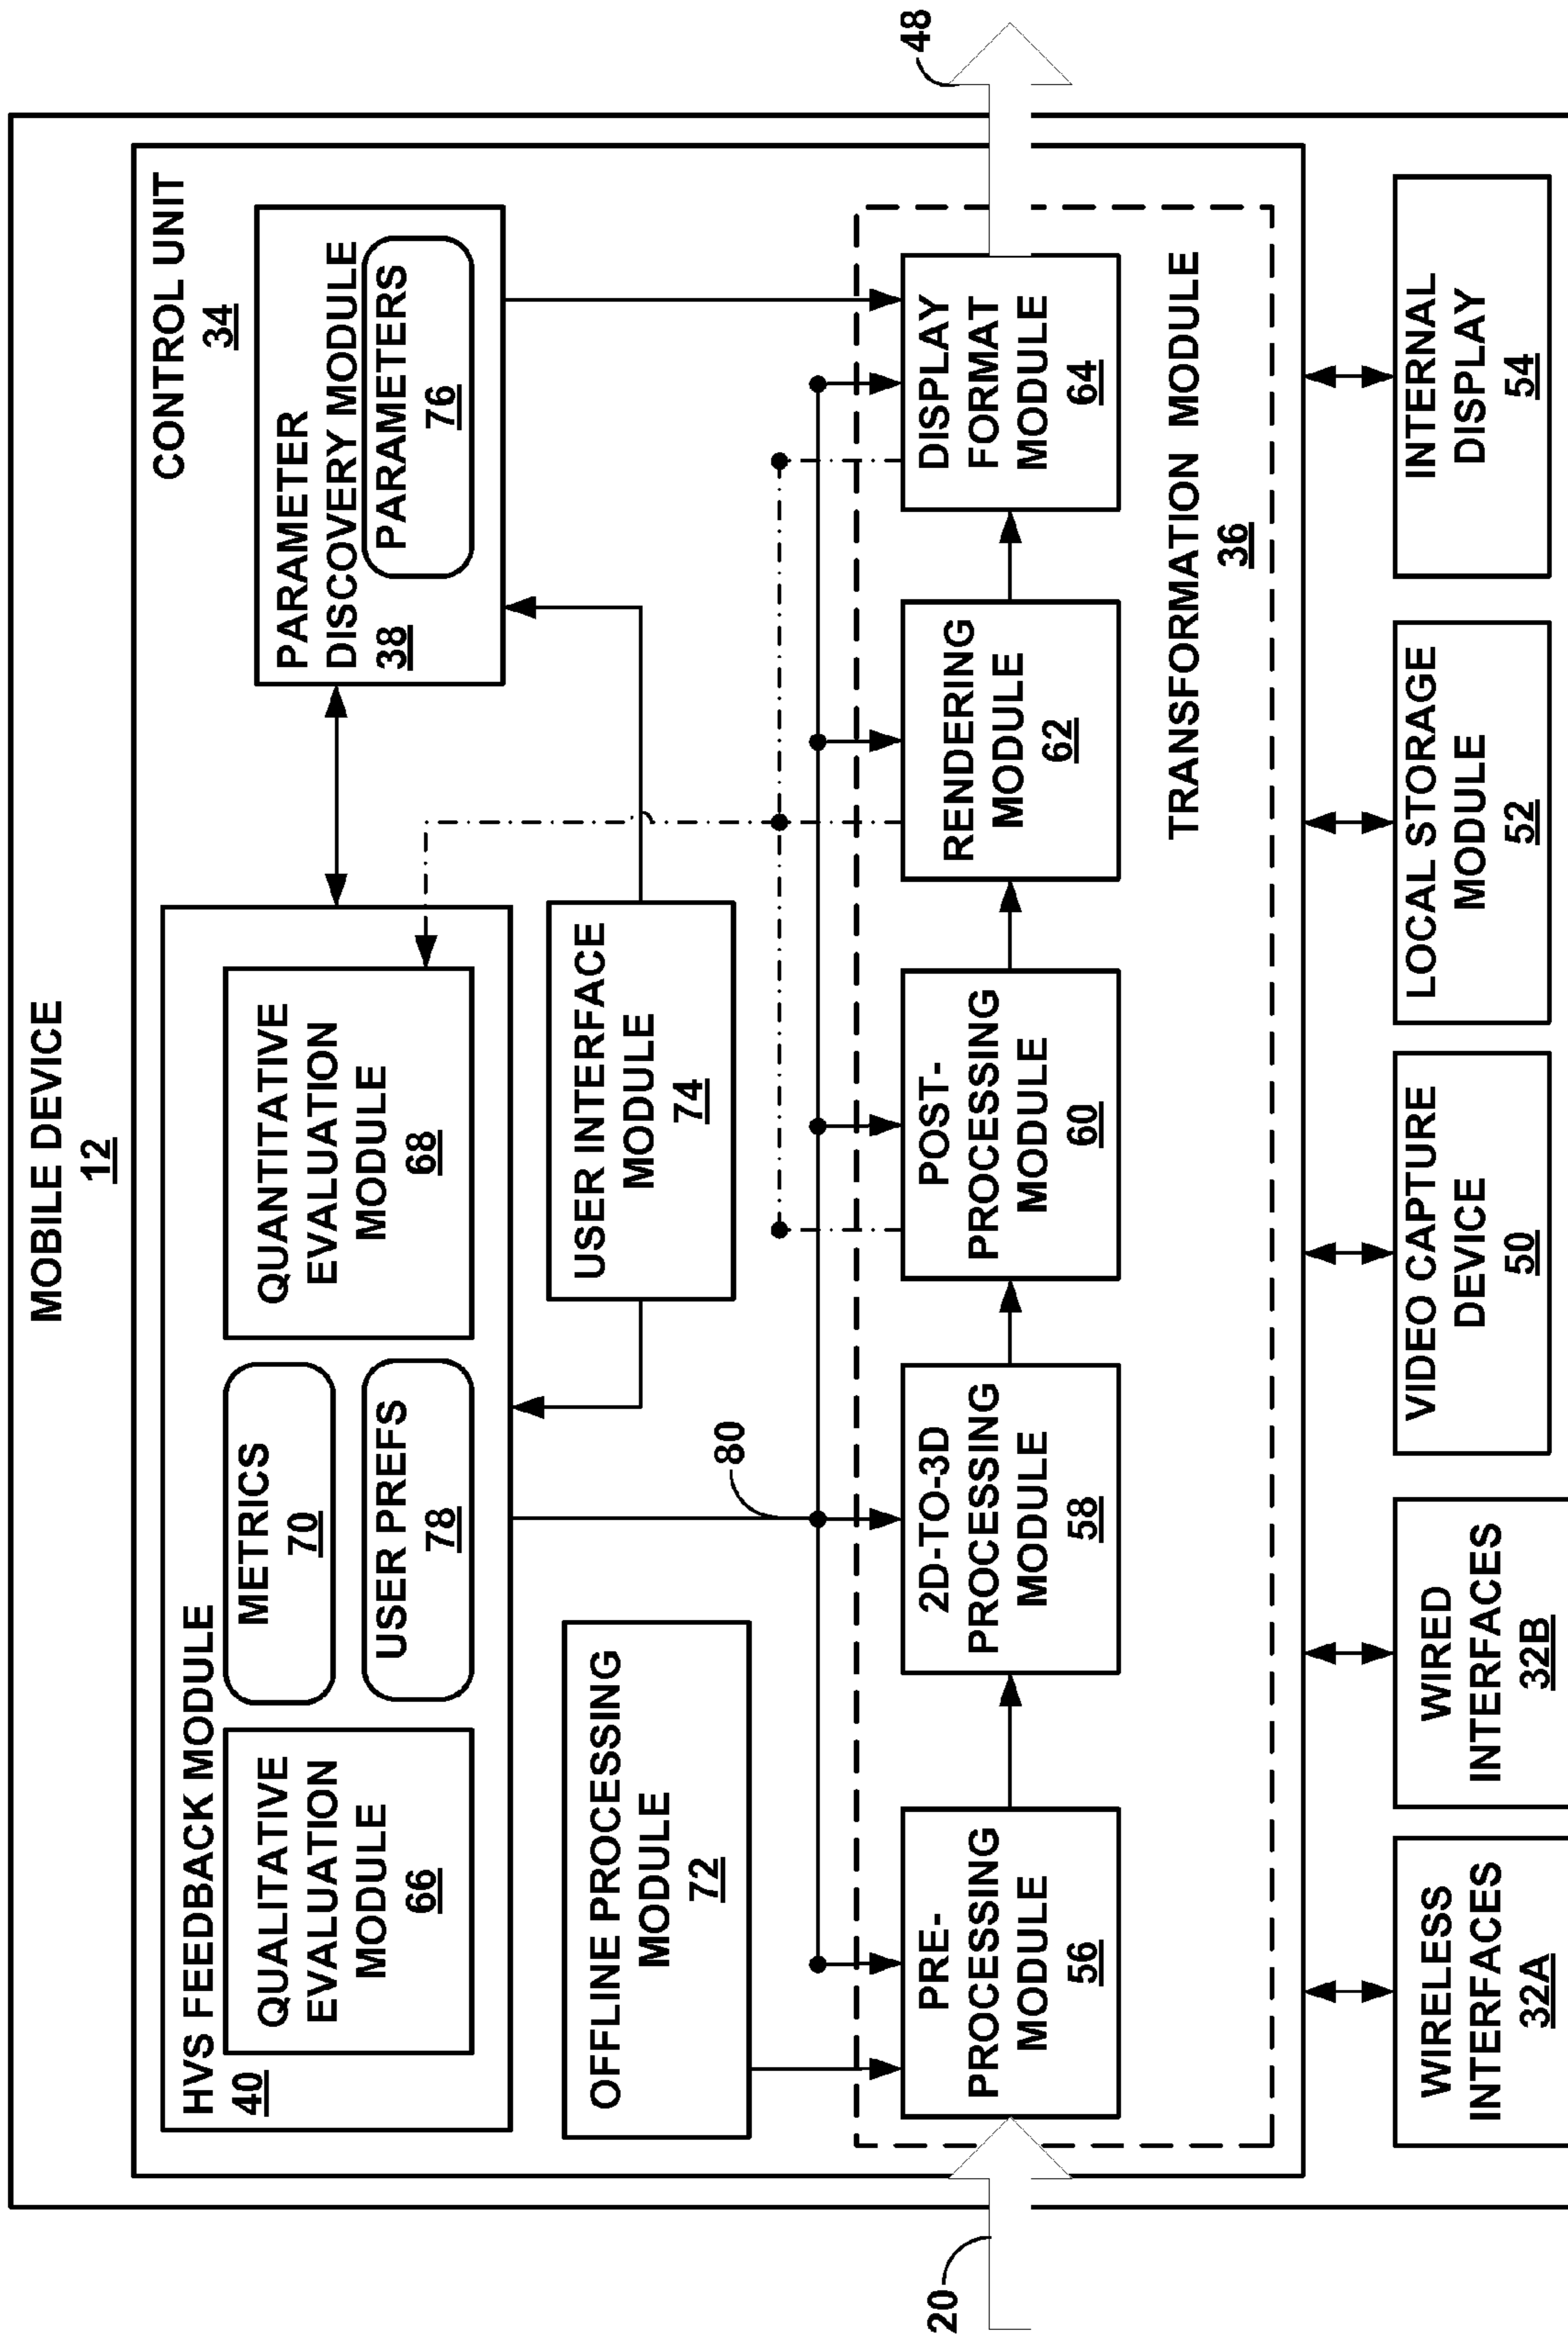 MOBILE DEVICE
12
CONTROL UNIT
34
HVS FEEDBACK MODULE
40
QUALITATIVE
EVALUATION
MODULE
66
METRICS
70
USER PREFS
78
QUANTITATIVE
EVALUATION
MODULE
68
PARAMETER
DISCOVERY MODULE
38
PARAMETERS
76
OFFLINE PROCESSING
MODULE
72
USER INTERFACE
MODULE
74
80
20
PRE-
PROCESSING
MODULE
56
2D-TO-3D
PROCESSING
MODULE
58
POST-
PROCESSING
MODULE
60
RENDERING
MODULE
62
DISPLAY
FORMAT
MODULE
64
48
TRANSFORMATION MODULE
36
WIRELESS
INTERFACES
32A
WIRED
INTERFACES
32B
VIDEO CAPTURE
DEVICE
50
LOCAL STORAGE
MODULE
52
INTERNAL
DISPLAY
54